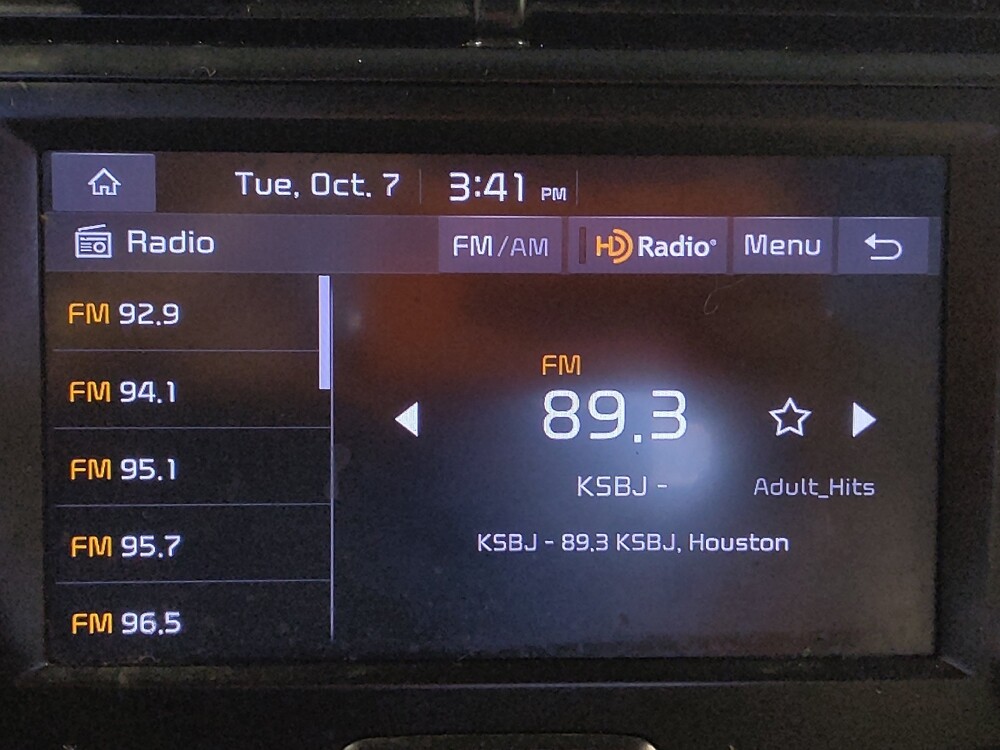 Tue, Oct. 7 3:41 PM
Radio FM/AM HD Radio® Menu
FM 92.9
FM 94.1
FM 95.1
FM 95.7
FM 96.5
FM
89.3
KSBJ - Adult_Hits
KSBJ - 89.3 KSBJ, Houston